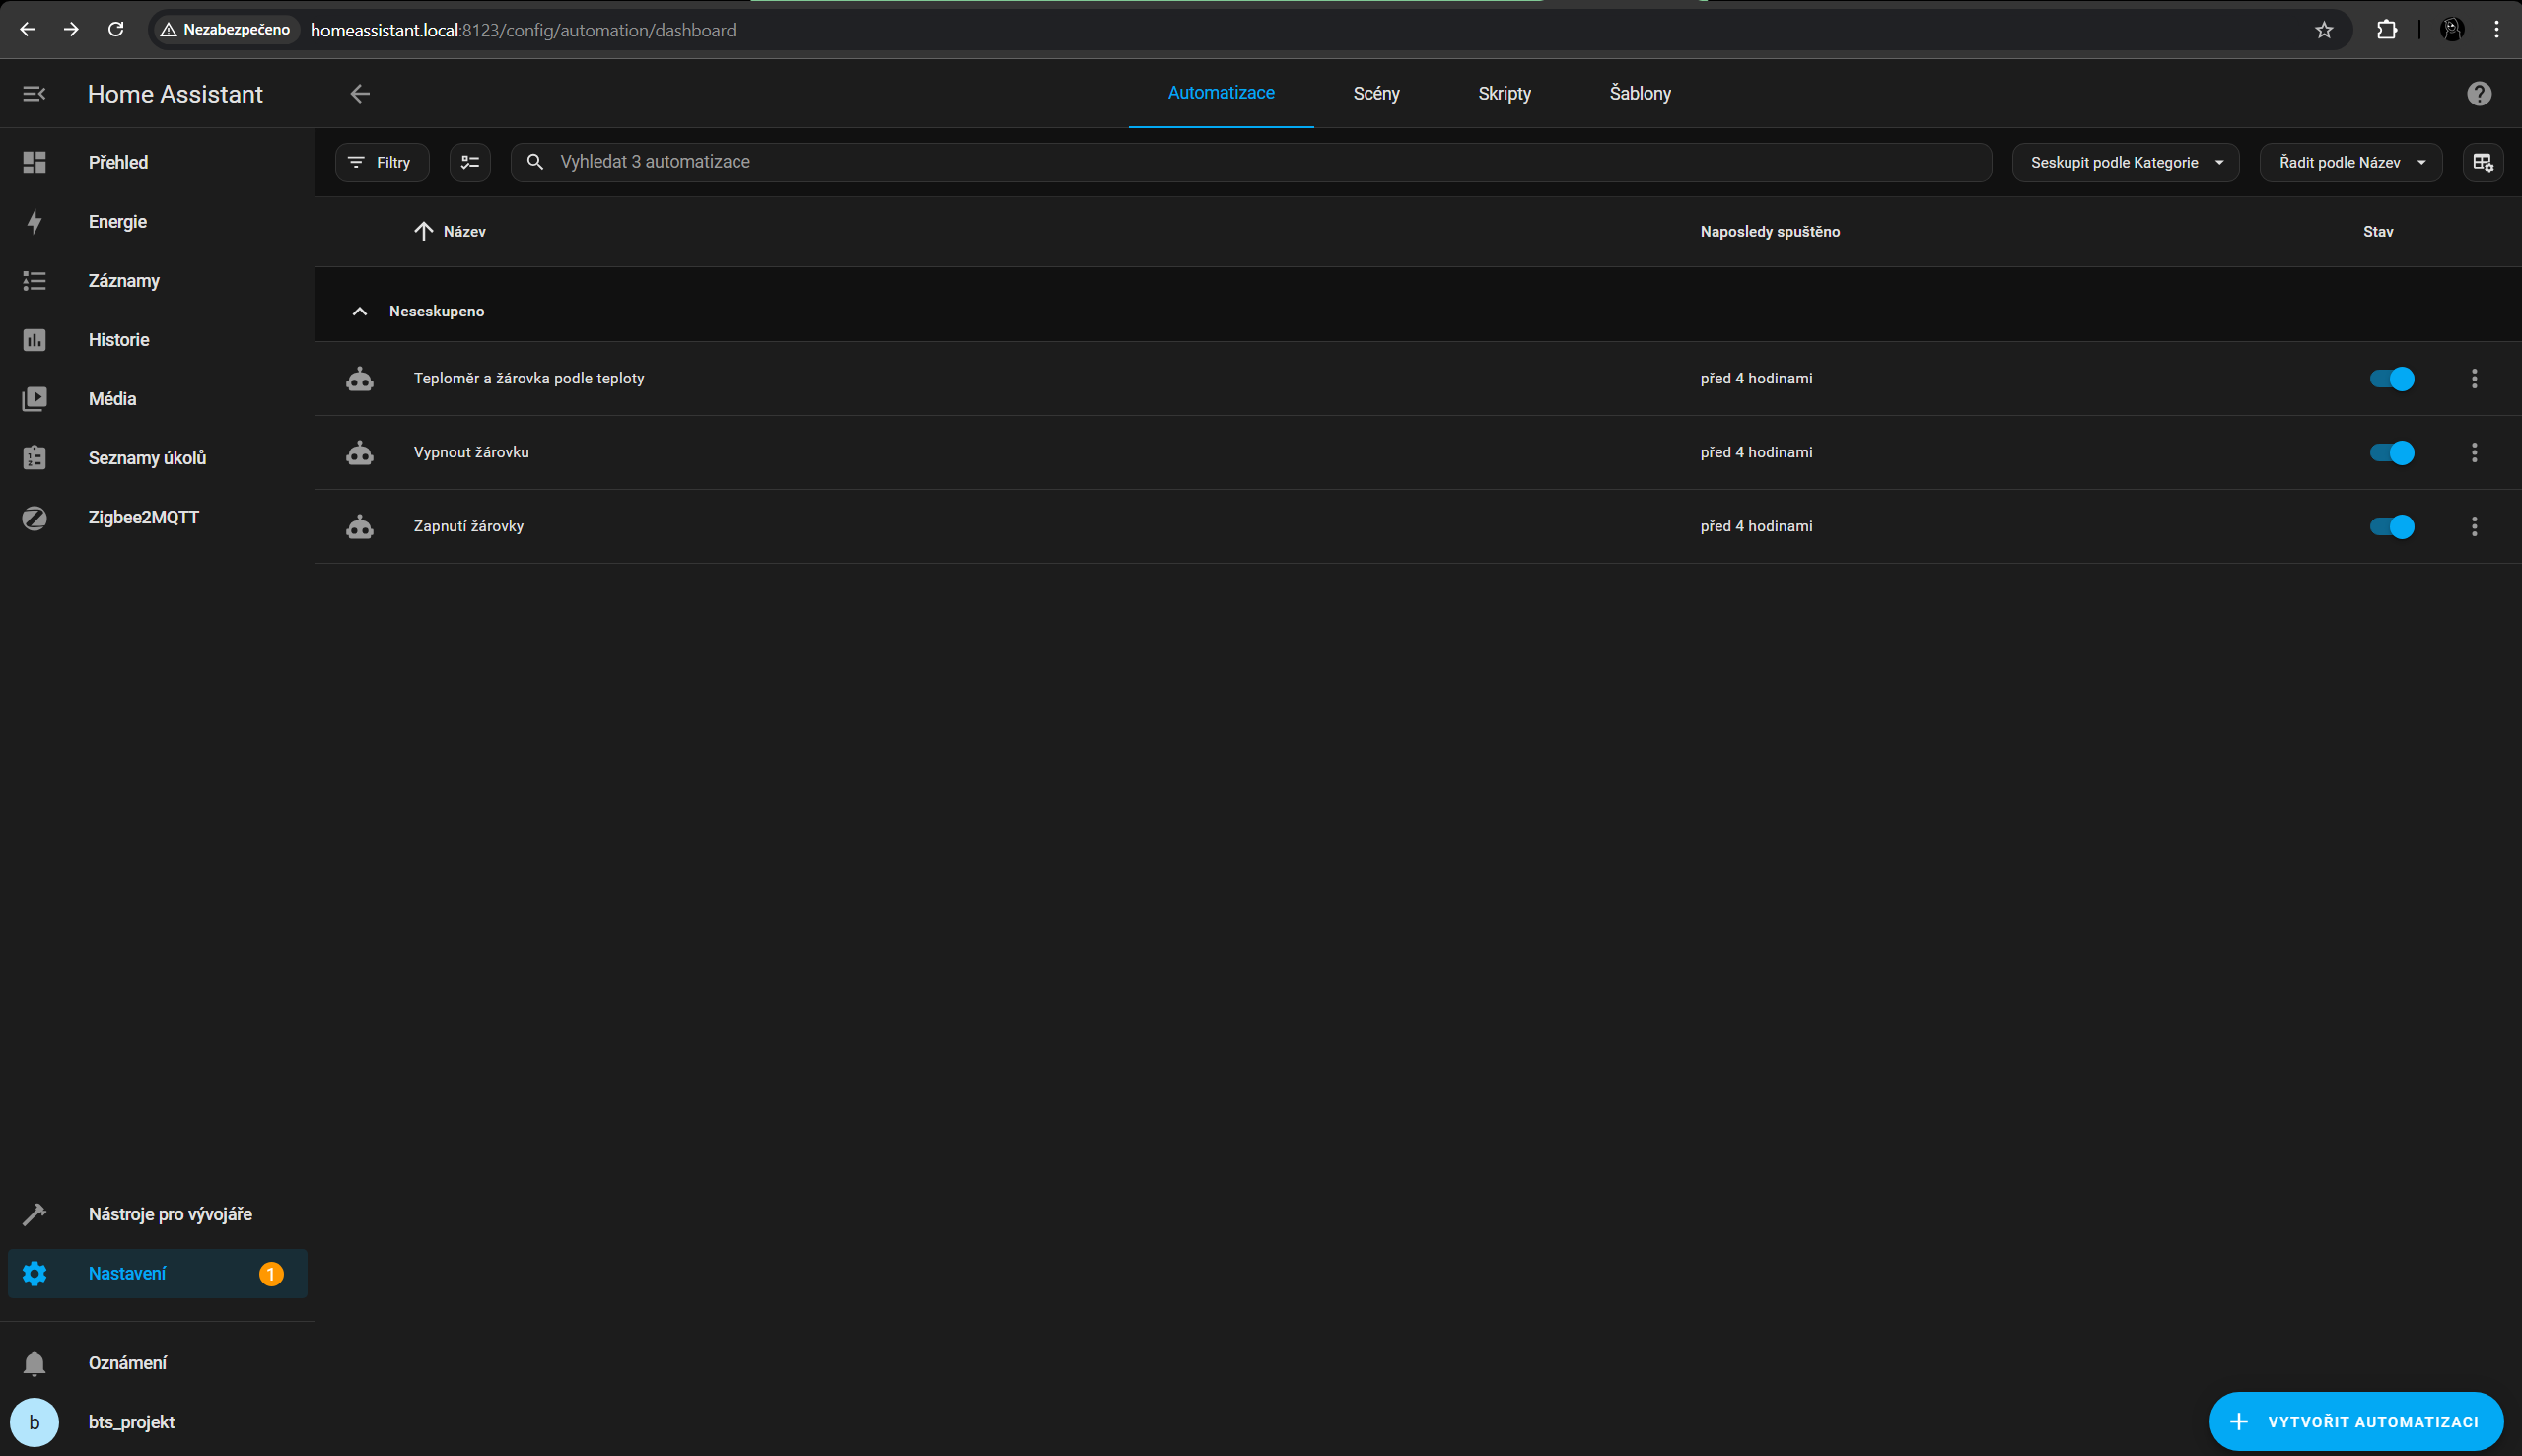 Nezabezpečeno homeassistant.local:8123/config/automation/dashboard
Home Assistant
Automatizace Scény Skripty Šablony
Přehled
Energie
Záznamy
Historie
Média
Seznamy úkolů
Zigbee2MQTT
Filtry Vyhledat 3 automatizace Seskupit podle Kategorie Řadit podle Název
Název Naposledy spuštěno Stav
Neseskupeno
Teploměr a žárovka podle teploty před 4 hodinami
Vypnout žárovku před 4 hodinami
Zapnutí žárovky před 4 hodinami
Nástroje pro vývojáře
Nastavení 1
Oznámení
b bts_projekt
VYTVOŘIT AUTOMATIZACI